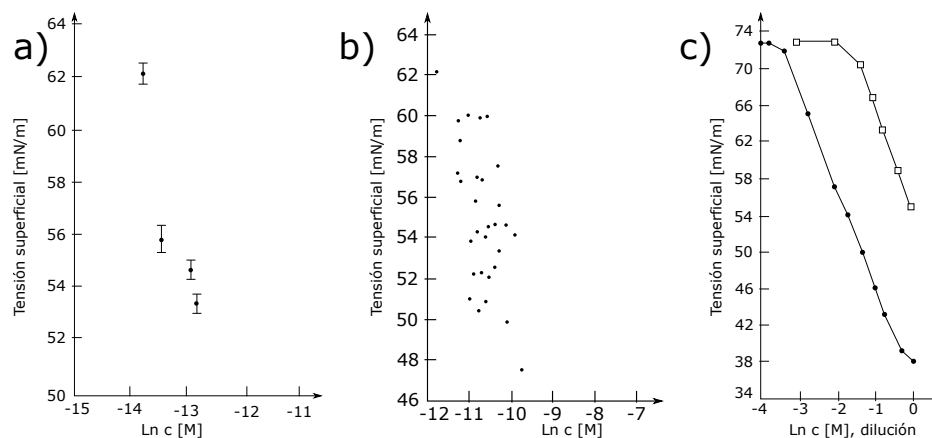 a)
Tensión superficial [mN/m]
64
62
60
58
56
54
52
50
-15 -14 -13 -12 -11
Ln c [M]
b)
Tensión superficial [mN/m]
64
62
60
58
56
54
52
50
48
46
-12 -11 -10 -9 -8 -7
Ln c [M]
c)
Tensión superficial [mN/m]
74
70
66
62
58
54
50
46
42
38
34
-4 -3 -2 -1 0
Ln c [M], dilución